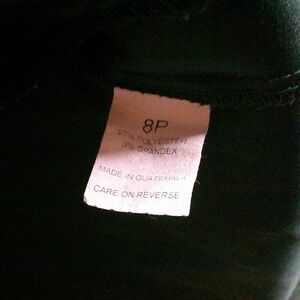 8P
97% POLYESTER
3% SPANDEX
MADE IN GUATEMALA
CARE ON REVERSE